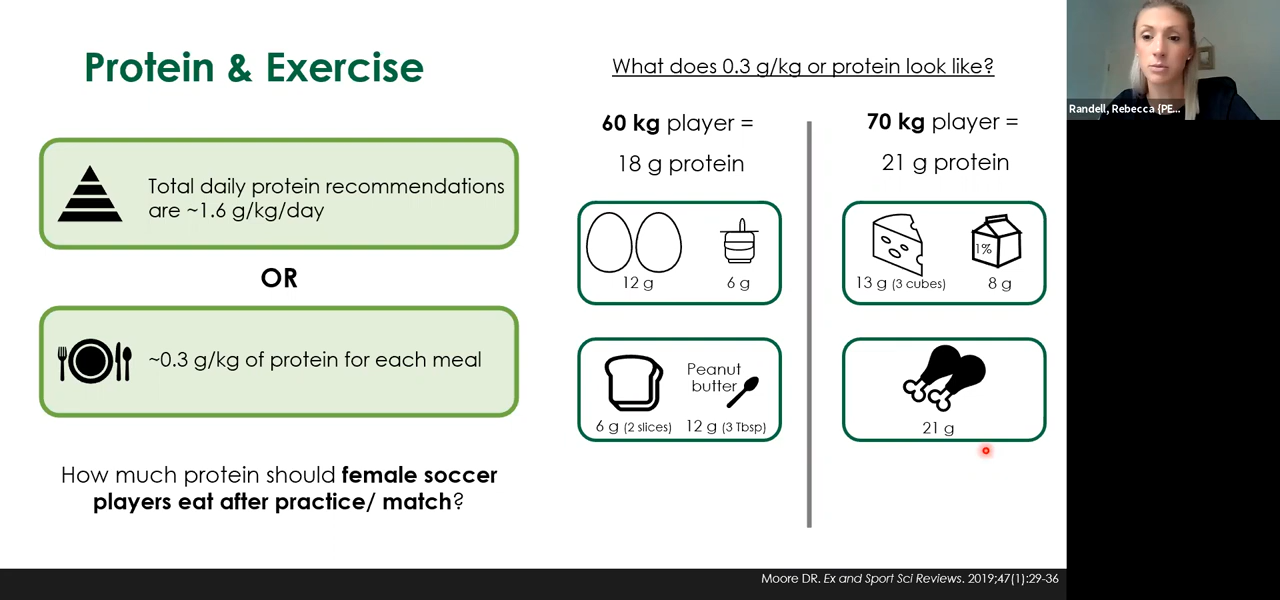 Protein & Exercise
Total daily protein recommendations
are ~1.6 g/kg/day
OR
~0.3 g/kg of protein for each meal
How much protein should female soccer
players eat after practice/ match?
What does 0.3 g/kg or protein look like?
60 kg player =
18 g protein
12 g
6 g
6 g (2 slices)
Peanut
butter
12 g (3 Tbsp)
70 kg player =
21 g protein
13 g (3 cubes)
1%
8 g
21 g
Moore DR. Ex and Sport Sci Reviews. 2019;47(1):29-36
Randell, Rebecca {PE...